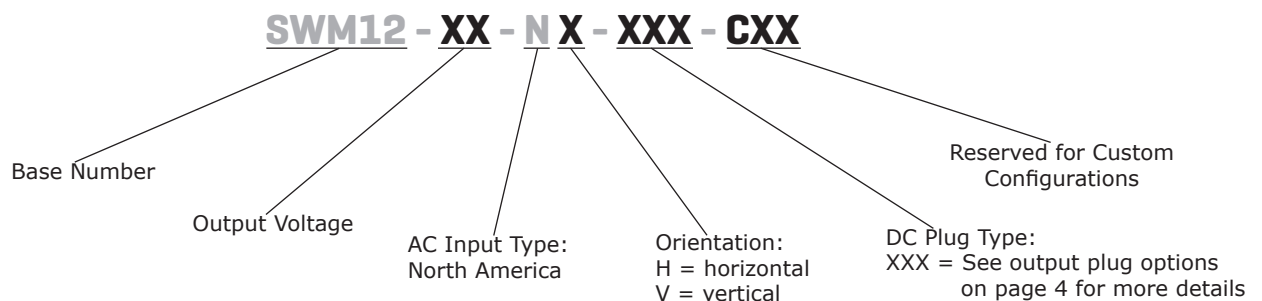 SWM12 - XX - N X - XXX - CXX
Base Number
Output Voltage
AC Input Type:
North America
Orientation:
H = horizontal
V = vertical
DC Plug Type:
XXX = See output plug options
on page 4 for more details
Reserved for Custom
Configurations